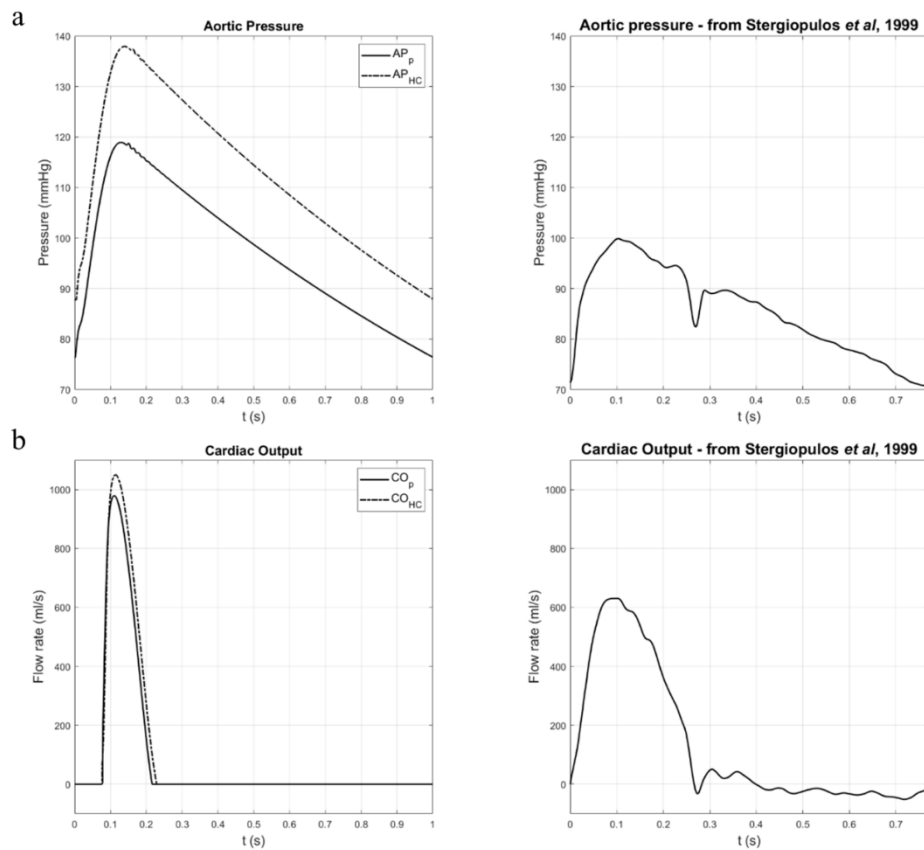 a
Aortic Pressure
AP_p
AP_HC
Pressure (mmHg)
140
130
120
110
100
90
80
70
0 0.1 0.2 0.3 0.4 0.5 0.6 0.7 0.8 0.9 1
t (s)
Aortic pressure - from Stergiopulos et al, 1999
Pressure (mmHg)
140
130
120
110
100
90
80
70
0 0.1 0.2 0.3 0.4 0.5 0.6 0.7
t (s)
b
Cardiac Output
CO_p
CO_HC
Flow rate (ml/s)
1000
800
600
400
200
0
0 0.1 0.2 0.3 0.4 0.5 0.6 0.7 0.8 0.9 1
t (s)
Cardiac Output - from Stergiopulos et al, 1999
Flow rate (ml/s)
1000
800
600
400
200
0
0 0.1 0.2 0.3 0.4 0.5 0.6 0.7
t (s)